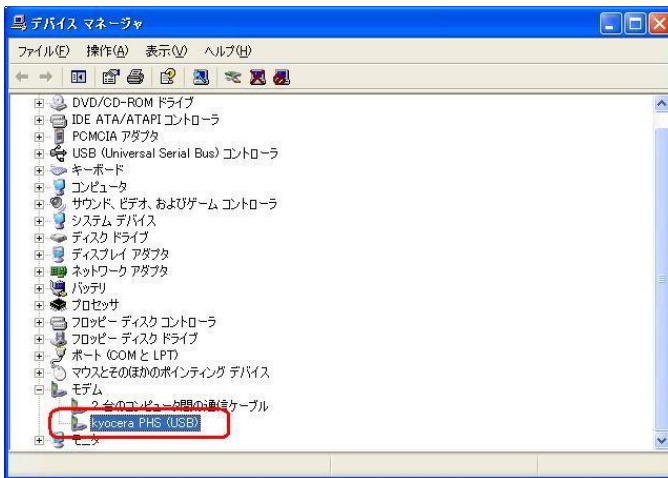 デバイス マネージャ
ファイル(F) 操作(A) 表示(V) ヘルプ(H)
DVD/CD-ROM ドライブ
IDE ATA/ATAPI コントローラ
PCMCIA アダプタ
USB (Universal Serial Bus) コントローラ
キーボード
コンピュータ
サウンド、ビデオ、およびゲーム コントローラ
システム デバイス
ディスク ドライブ
ディスプレイ アダプタ
ネットワーク アダプタ
バッテリ
プロセッサ
フロッピー ディスク コントローラ
フロッピー ディスク ドライブ
ポート (COM と LPT)
マウスとそのほかのポインティング デバイス
モデム
2 台のコンピュータ間の通信ケーブル
kyocera PHS (USB)
モニタ